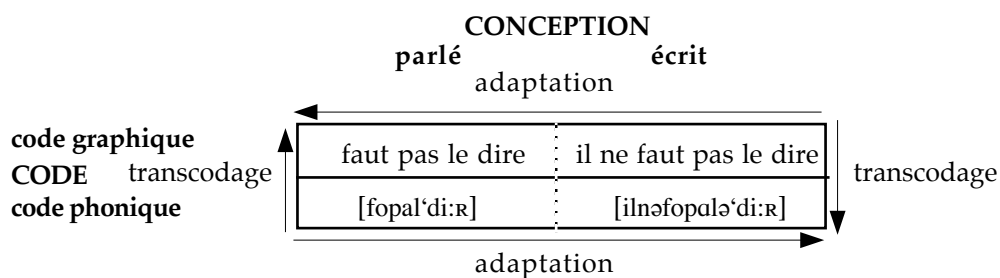 CONCEPTION
parlé écrit
adaptation
code graphique
faut pas le dire il ne faut pas le dire
CODE transcodage transcodage
code phonique
[fopal‘di:ʀ] [ilnəfopɑlə‘di:ʀ]
adaptation